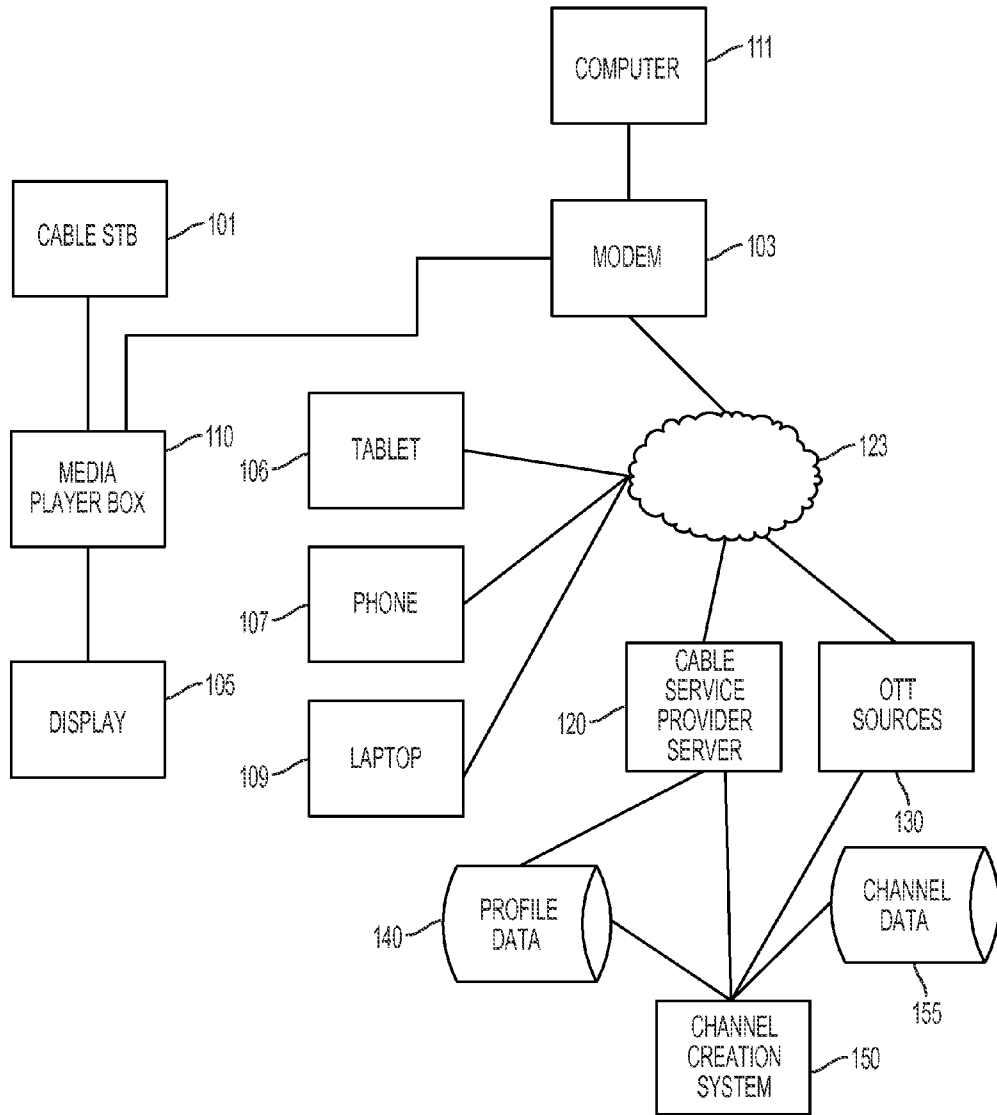 COMPUTER
111
CABLE STB
101
MODEM
103
MEDIA
PLAYER BOX
110
TABLET
106
123
PHONE
107
DISPLAY
105
LAPTOP
109
CABLE
SERVICE
PROVIDER
SERVER
120
OTT
SOURCES
130
PROFILE
DATA
140
CHANNEL
DATA
155
CHANNEL
CREATION
SYSTEM
150